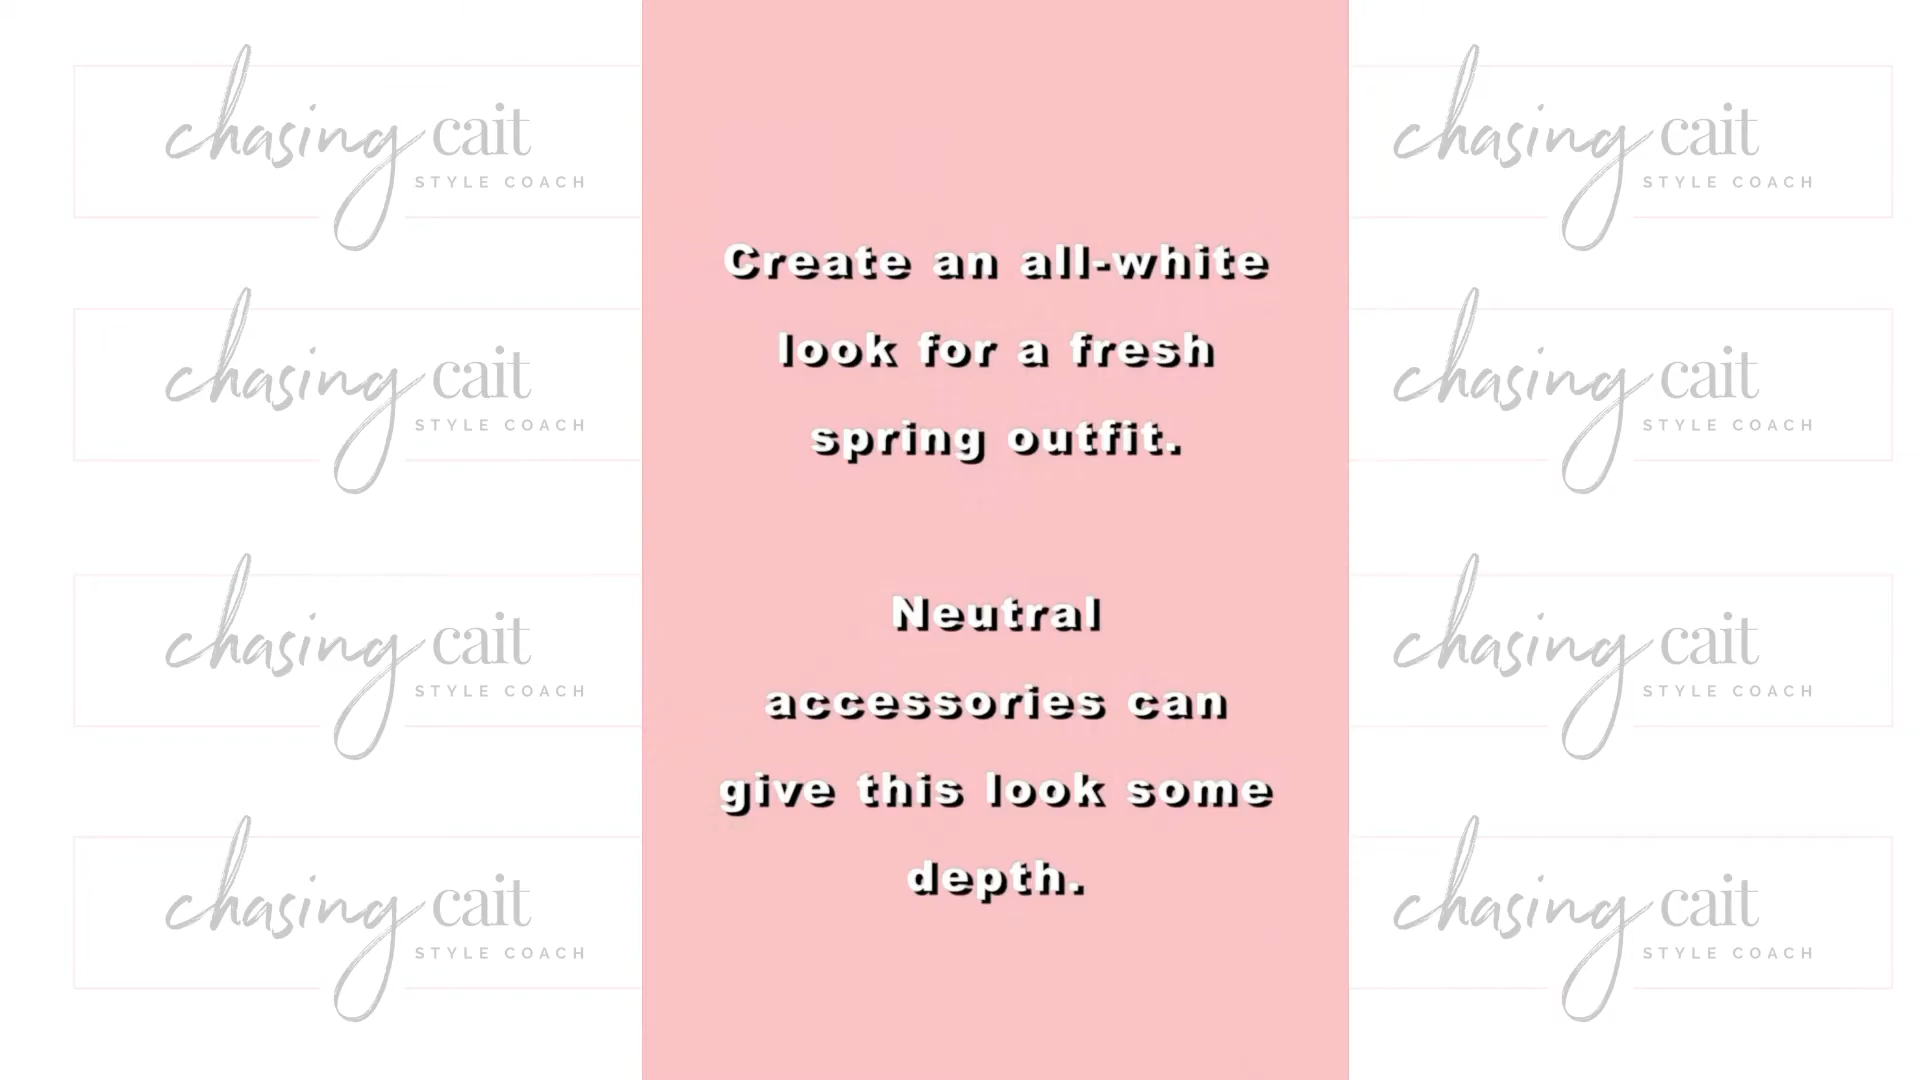 chasing cait
STYLE COACH
chasing cait
STYLE COACH
chasing cait
STYLE COACH
chasing cait
STYLE COACH
Create an all-white
look for a fresh
spring outfit.
Neutral
accessories can
give this look some
depth.
chasing cait
STYLE COACH
chasing cait
STYLE COACH
chasing cait
STYLE COACH
chasing cait
STYLE COACH